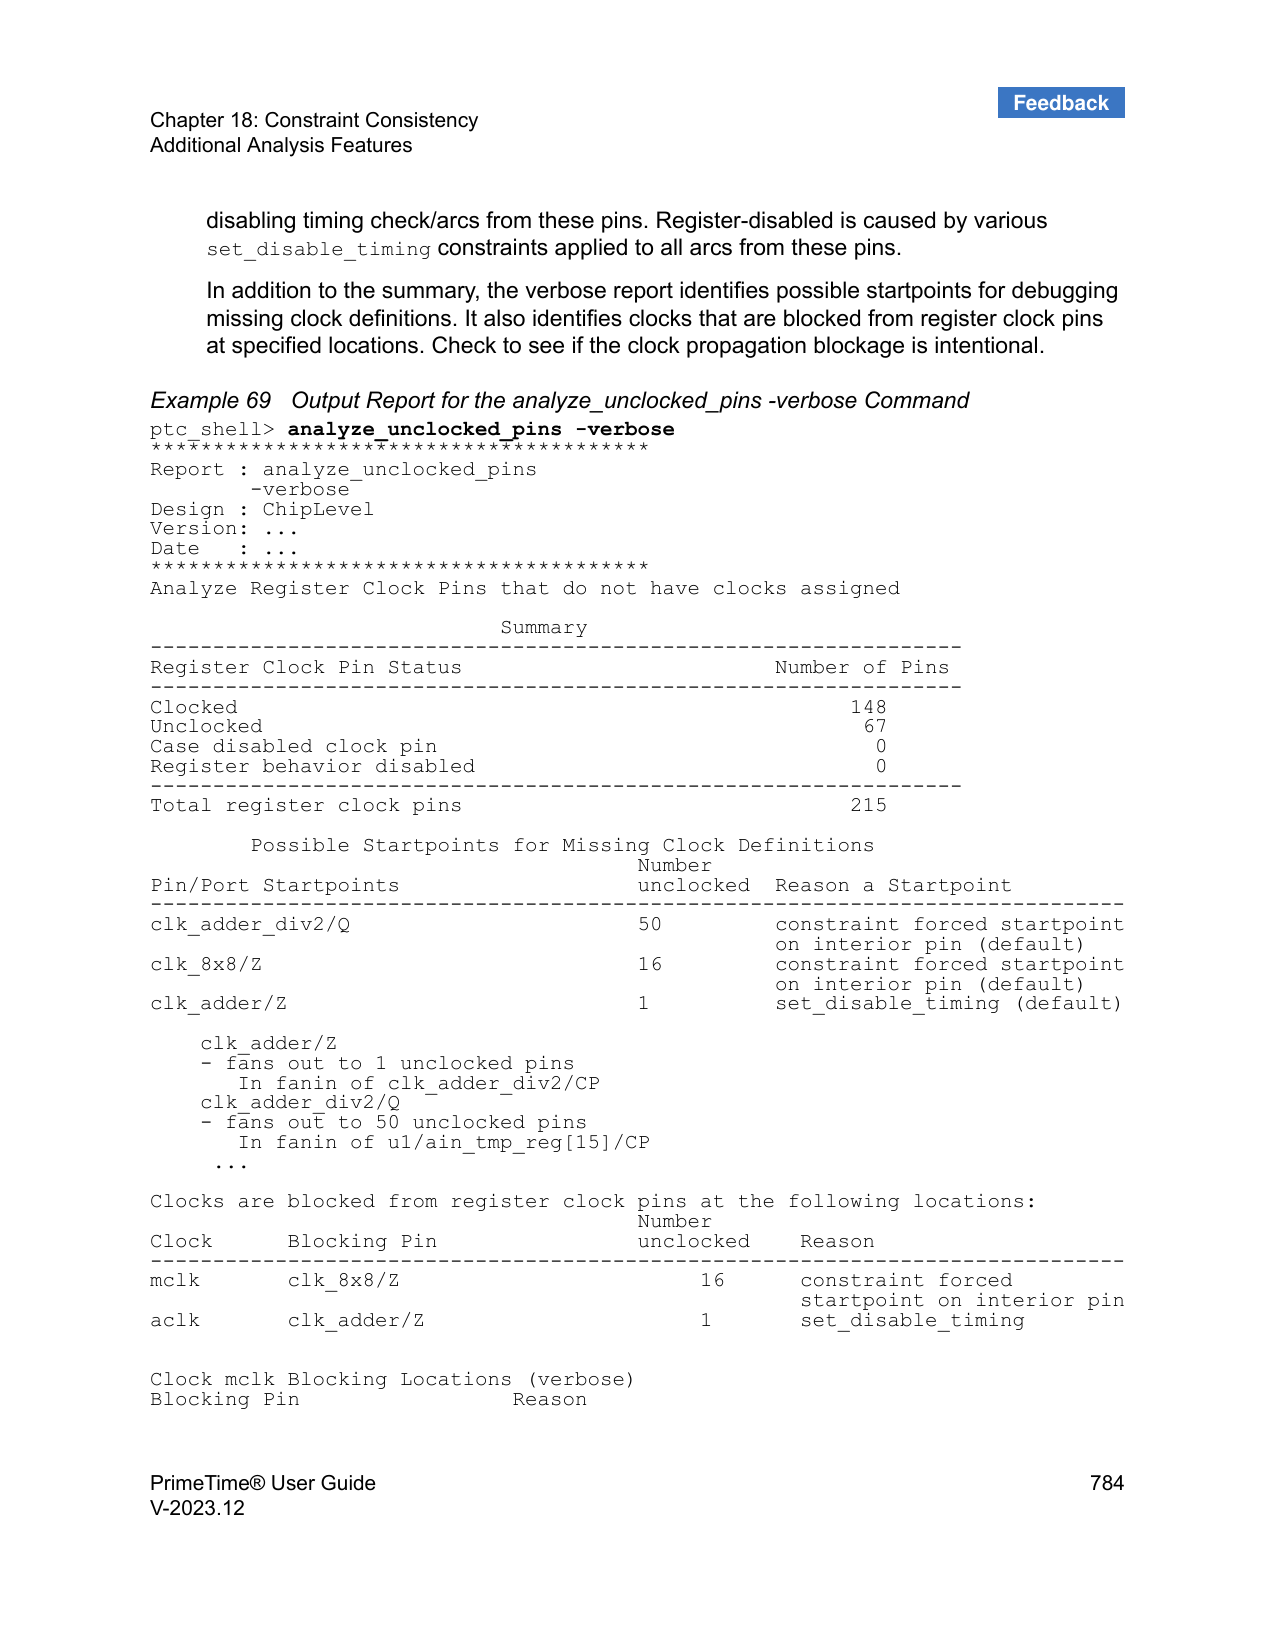 Feedback
Chapter 18: Constraint Consistency
Additional Analysis Features
disabling timing check/arcs from these pins. Register-disabled is caused by various
set_disable_timing constraints applied to all arcs from these pins.
In addition to the summary, the verbose report identifies possible startpoints for debugging
missing clock definitions. It also identifies clocks that are blocked from register clock pins
at specified locations. Check to see if the clock propagation blockage is intentional.
Example 69   Output Report for the analyze_unclocked_pins -verbose Command
ptc_shell> analyze_unclocked_pins -verbose
****************************************
Report : analyze_unclocked_pins
        -verbose
Design : ChipLevel
Version: ...
Date   : ...
****************************************
Analyze Register Clock Pins that do not have clocks assigned
                            Summary
-----------------------------------------------------------------
Register Clock Pin Status                         Number of Pins
-----------------------------------------------------------------
Clocked                                                 148
Unclocked                                                67
Case disabled clock pin                                   0
Register behavior disabled                                0
-----------------------------------------------------------------
Total register clock pins                               215
        Possible Startpoints for Missing Clock Definitions
                                       Number
Pin/Port Startpoints                   unclocked  Reason a Startpoint
------------------------------------------------------------------------------
clk_adder_div2/Q                       50         constraint forced startpoint
                                                  on interior pin (default)
clk_8x8/Z                              16         constraint forced startpoint
                                                  on interior pin (default)
clk_adder/Z                            1          set_disable_timing (default)
    clk_adder/Z
    - fans out to 1 unclocked pins
       In fanin of clk_adder_div2/CP
    clk_adder_div2/Q
    - fans out to 50 unclocked pins
       In fanin of u1/ain_tmp_reg[15]/CP
     ...
Clocks are blocked from register clock pins at the following locations:
                                       Number
Clock      Blocking Pin                unclocked    Reason
------------------------------------------------------------------------------
mclk       clk_8x8/Z                        16      constraint forced
                                                    startpoint on interior pin
aclk       clk_adder/Z                      1       set_disable_timing
Clock mclk Blocking Locations (verbose)
Blocking Pin                 Reason
PrimeTime® User Guide 784
V-2023.12